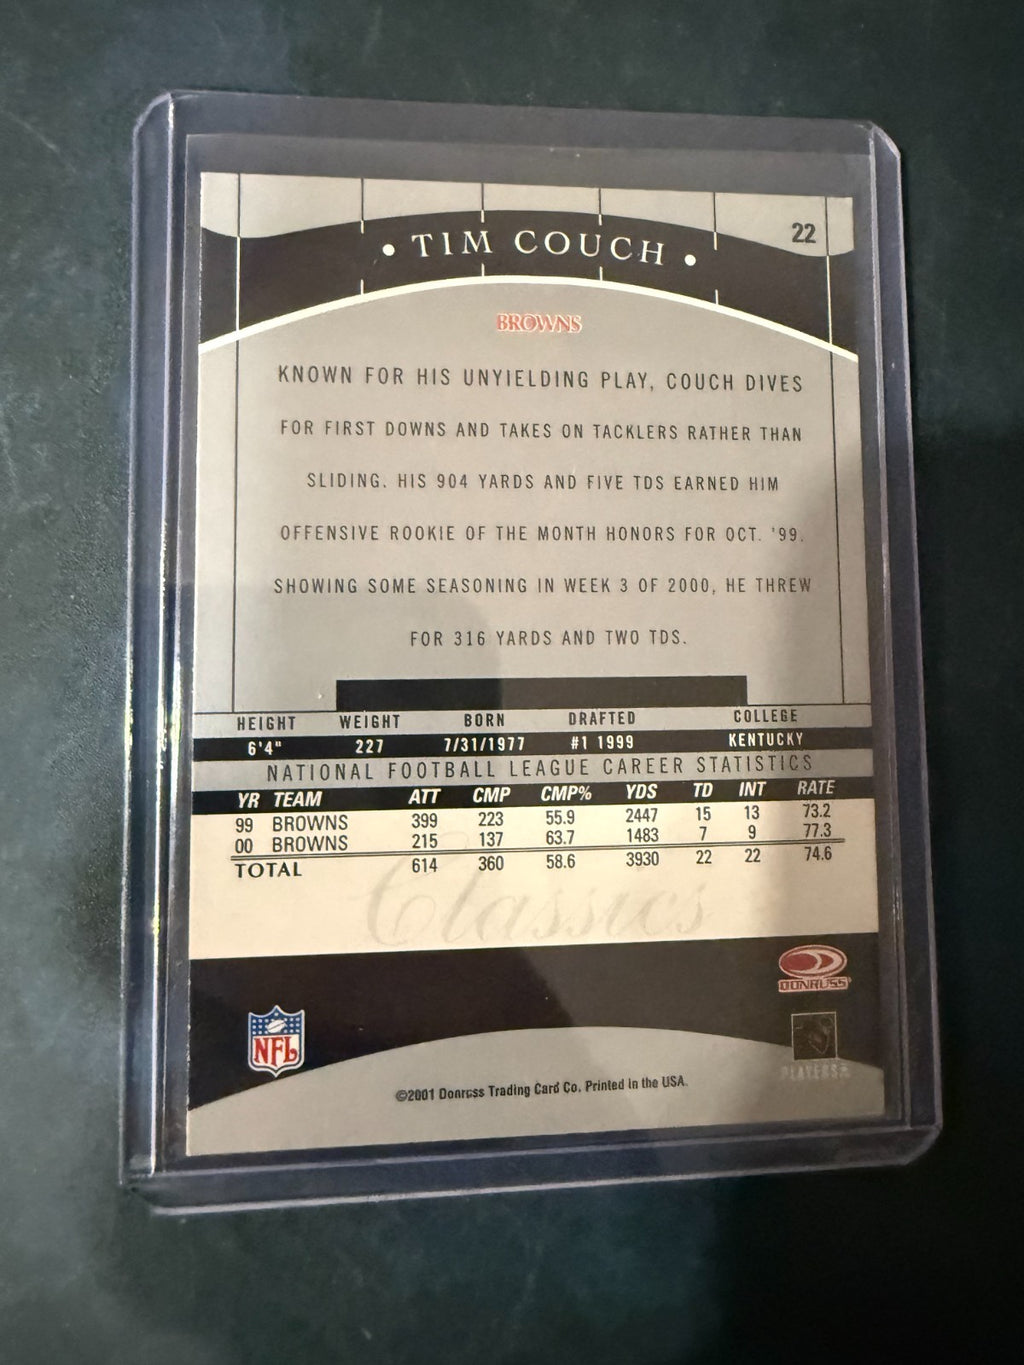 22
• TIM COUCH •
BROWNS
KNOWN FOR HIS UNYIELDING PLAY, COUCH DIVES
FOR FIRST DOWNS AND TAKES ON TACKLERS RATHER THAN
SLIDING. HIS 904 YARDS AND FIVE TDS EARNED HIM
OFFENSIVE ROOKIE OF THE MONTH HONORS FOR OCT. '99.
SHOWING SOME SEASONING IN WEEK 3 OF 2000, HE THREW
FOR 316 YARDS AND TWO TDS.
HEIGHT WEIGHT BORN DRAFTED COLLEGE
6'4" 227 7/31/1977 #1 1999 KENTUCKY
NATIONAL FOOTBALL LEAGUE CAREER STATISTICS
YR TEAM ATT CMP CMP% YDS TD INT RATE
99 BROWNS 399 223 55.9 2447 15 13 73.2
00 BROWNS 215 137 63.7 1483 7 9 77.3
TOTAL 614 360 58.6 3930 22 22 74.6
Classics
DONRUSS
NFL
PLAYERS
©2001 Donruss Trading Card Co. Printed in the USA.